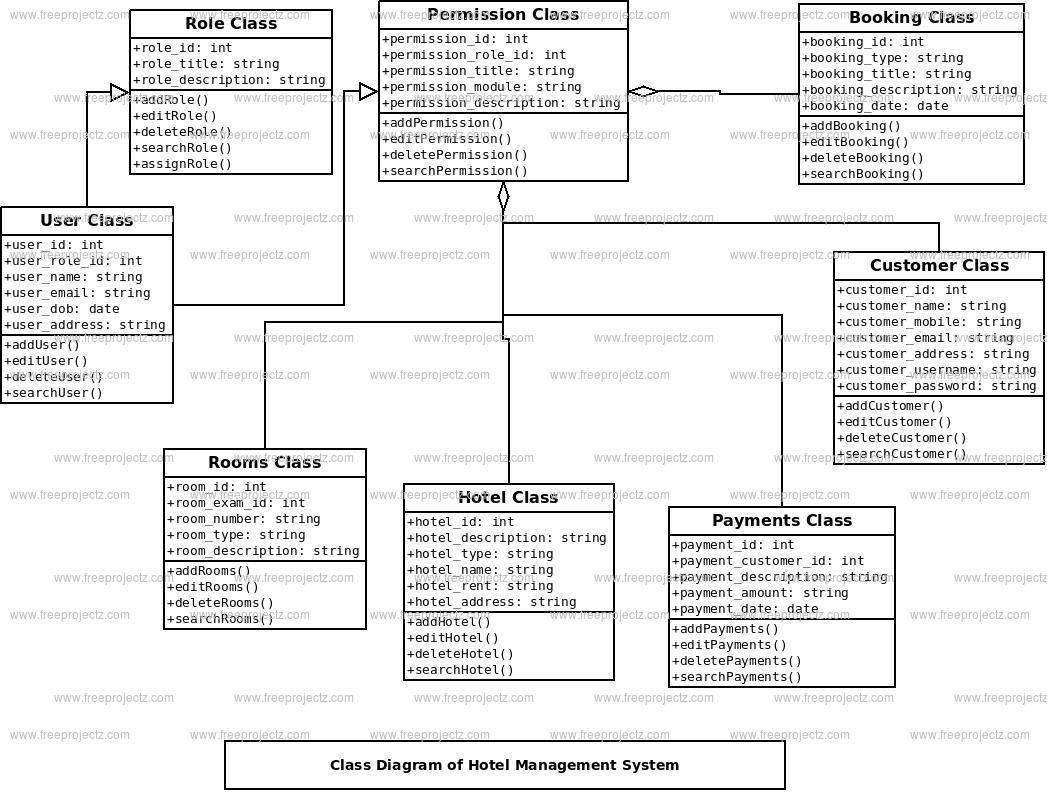 Role Class
+role_id: int
+role_title: string
+role_description: string
+addRole()
+editRole()
+deleteRole()
+searchRole()
+assignRole()
Permission Class
+permission_id: int
+permission_role_id: int
+permission_title: string
+permission_module: string
+permission_description: string
+addPermission()
+editPermission()
+deletePermission()
+searchPermission()
Booking Class
+booking_id: int
+booking_type: string
+booking_title: string
+booking_description: string
+booking_date: date
+addBooking()
+editBooking()
+deleteBooking()
+searchBooking()
User Class
+user_id: int
+user_role_id: int
+user_name: string
+user_email: string
+user_dob: date
+user_address: string
+addUser()
+editUser()
+deleteUser()
+searchUser()
Customer Class
+customer_id: int
+customer_name: string
+customer_mobile: string
+customer_email: string
+customer_address: string
+customer_username: string
+customer_password: string
+addCustomer()
+editCustomer()
+deleteCustomer()
+searchCustomer()
Rooms Class
+room_id: int
+room_exam_id: int
+room_number: string
+room_type: string
+room_description: string
+addRooms()
+editRooms()
+deleteRooms()
+searchRooms()
Hotel Class
+hotel_id: int
+hotel_description: string
+hotel_type: string
+hotel_name: string
+hotel_rent: string
+hotel_address: string
+addHotel()
+editHotel()
+deleteHotel()
+searchHotel()
Payments Class
+payment_id: int
+payment_customer_id: int
+payment_description: string
+payment_amount: string
+payment_date: date
+addPayments()
+editPayments()
+deletePayments()
+searchPayments()
Class Diagram of Hotel Management System
www.freeprojectz.com